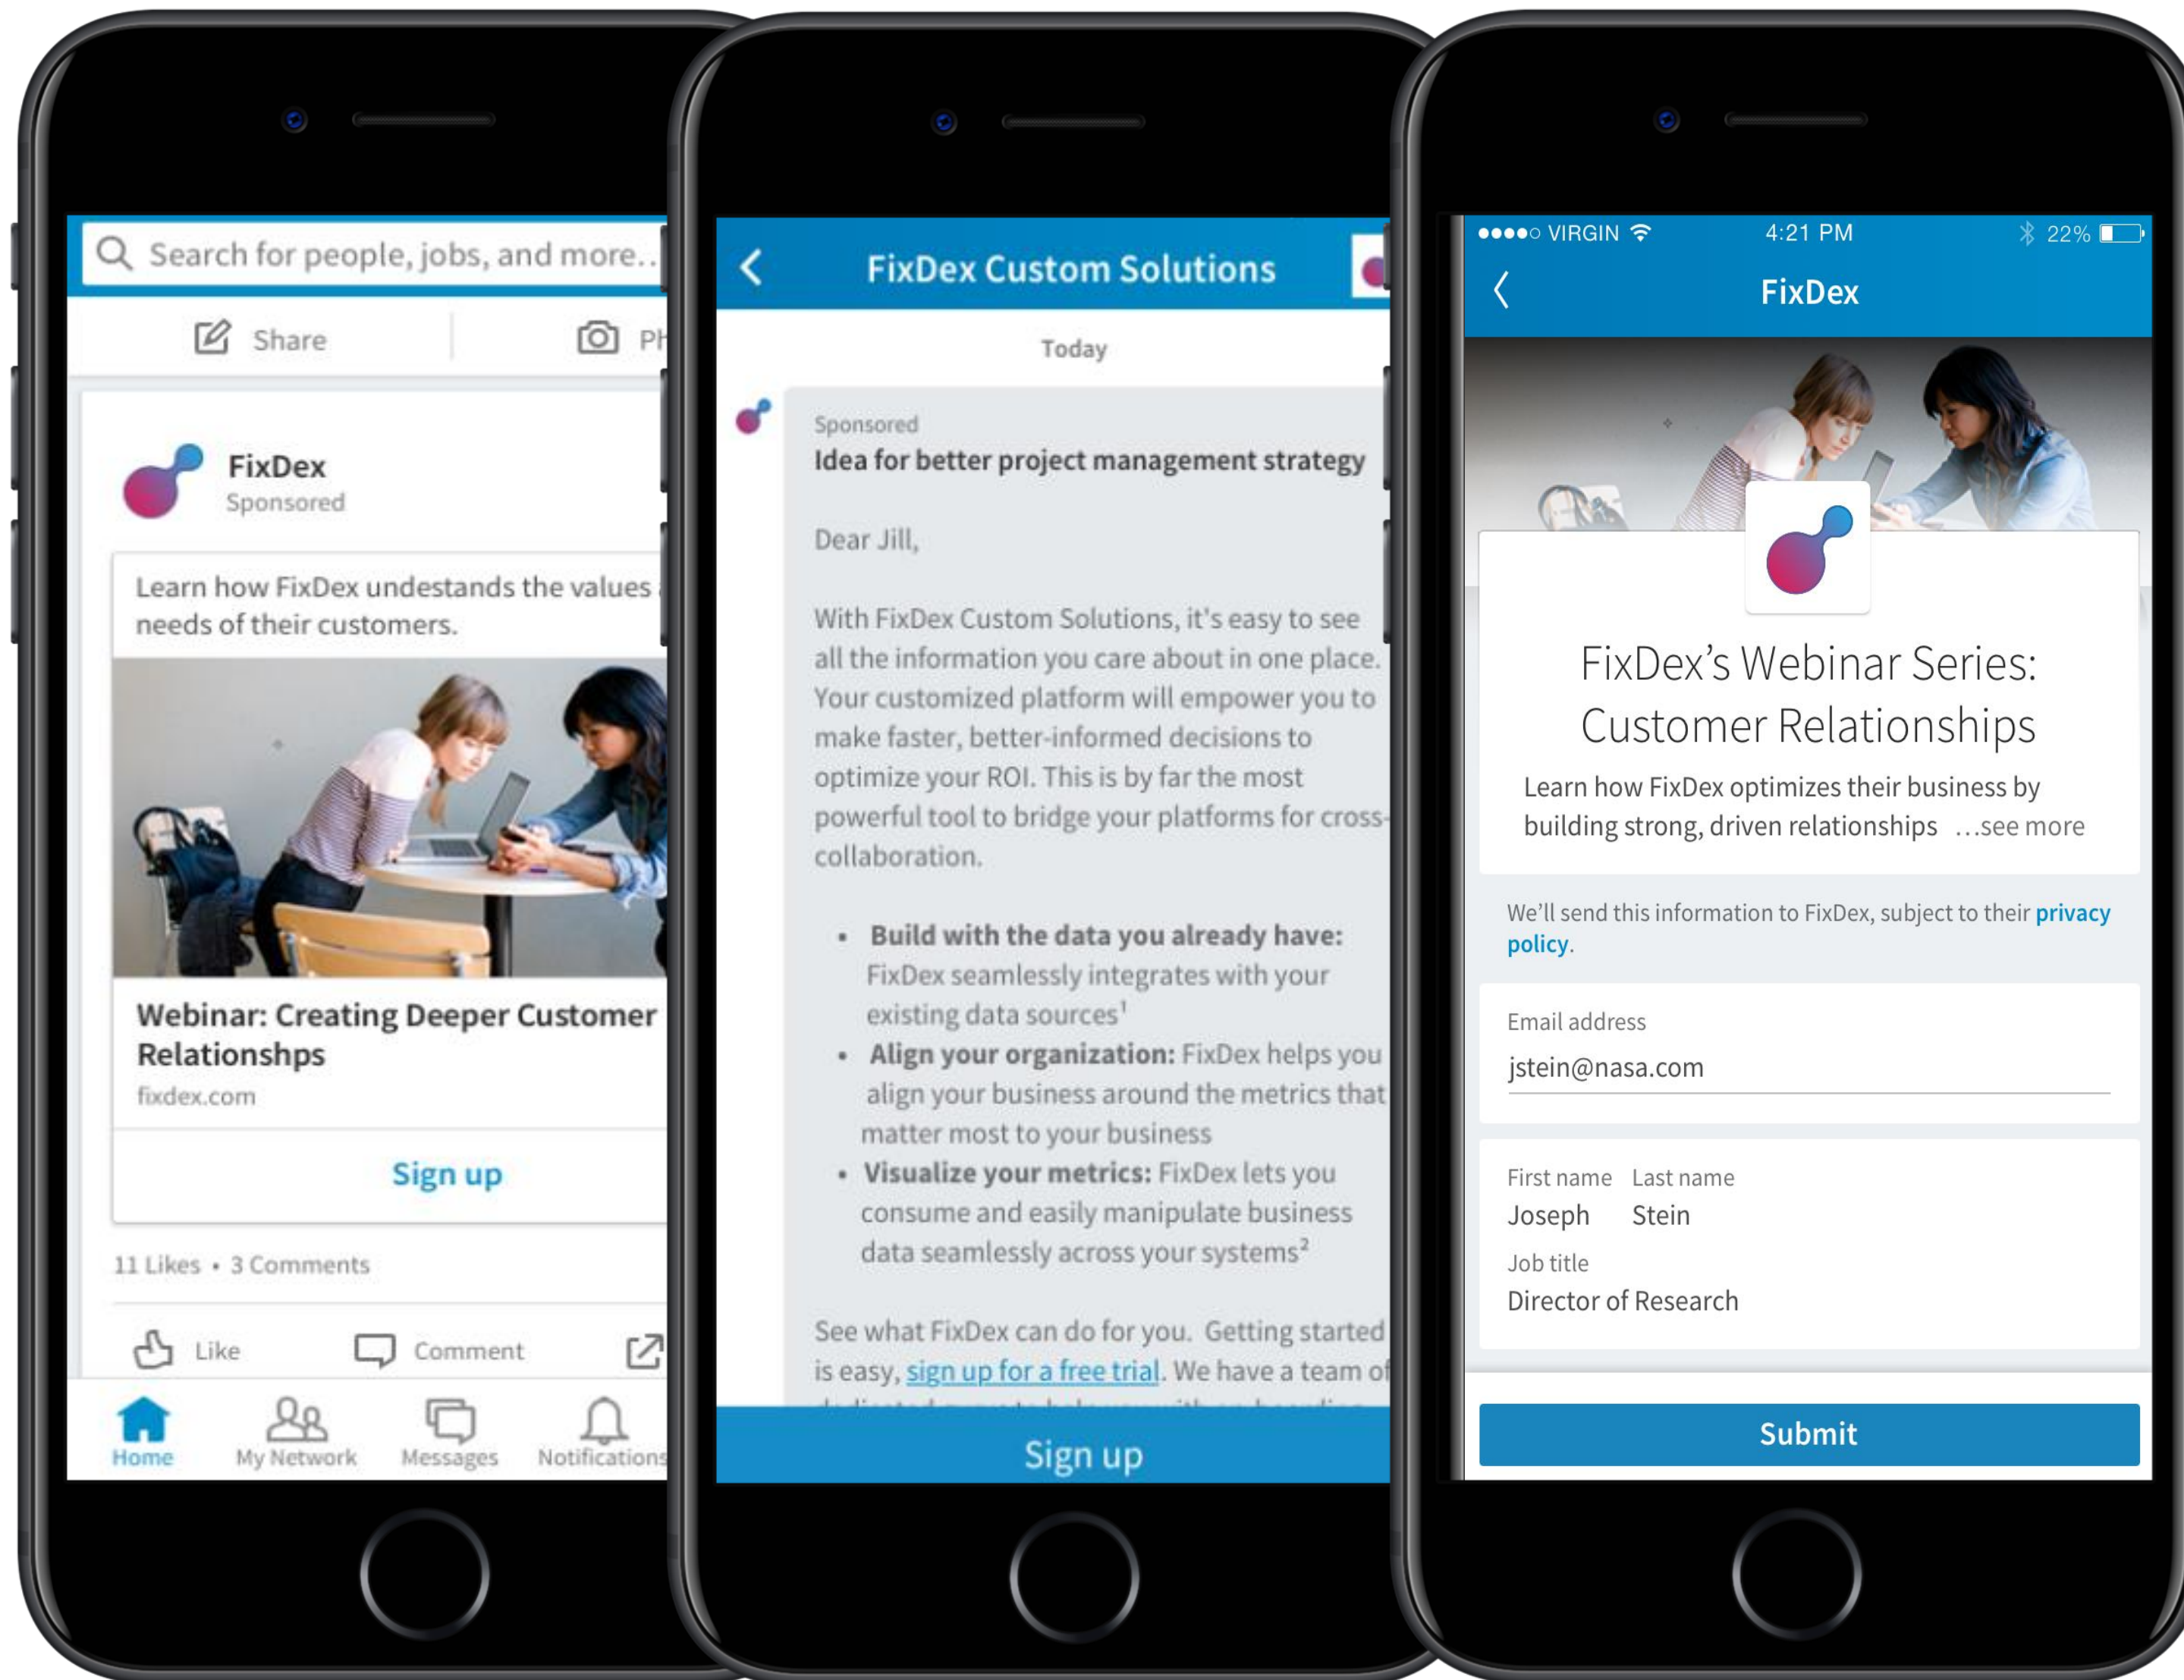 Search for people, jobs, and more..
Share
FixDex
Sponsored
Learn how FixDex undestands the values
needs of their customers.
Webinar: Creating Deeper Customer
Relationshps
fixdex.com
Sign up
11 Likes • 3 Comments
Like Comment
Home My Network Messages Notifications
FixDex Custom Solutions
Today
Sponsored
Idea for better project management strategy
Dear Jill,
With FixDex Custom Solutions, it's easy to see
all the information you care about in one place.
Your customized platform will empower you to
make faster, better-informed decisions to
optimize your ROI. This is by far the most
powerful tool to bridge your platforms for cross-
collaboration.
• Build with the data you already have:
FixDex seamlessly integrates with your
existing data sources¹
• Align your organization: FixDex helps you
align your business around the metrics that
matter most to your business
• Visualize your metrics: FixDex lets you
consume and easily manipulate business
data seamlessly across your systems²
See what FixDex can do for you. Getting started
is easy, sign up for a free trial. We have a team of
Sign up
VIRGIN 4:21 PM 22%
FixDex
FixDex’s Webinar Series:
Customer Relationships
Learn how FixDex optimizes their business by
building strong, driven relationships ...see more
We’ll send this information to FixDex, subject to their privacy
policy.
Email address
jstein@nasa.com
First name Last name
Joseph Stein
Job title
Director of Research
Submit